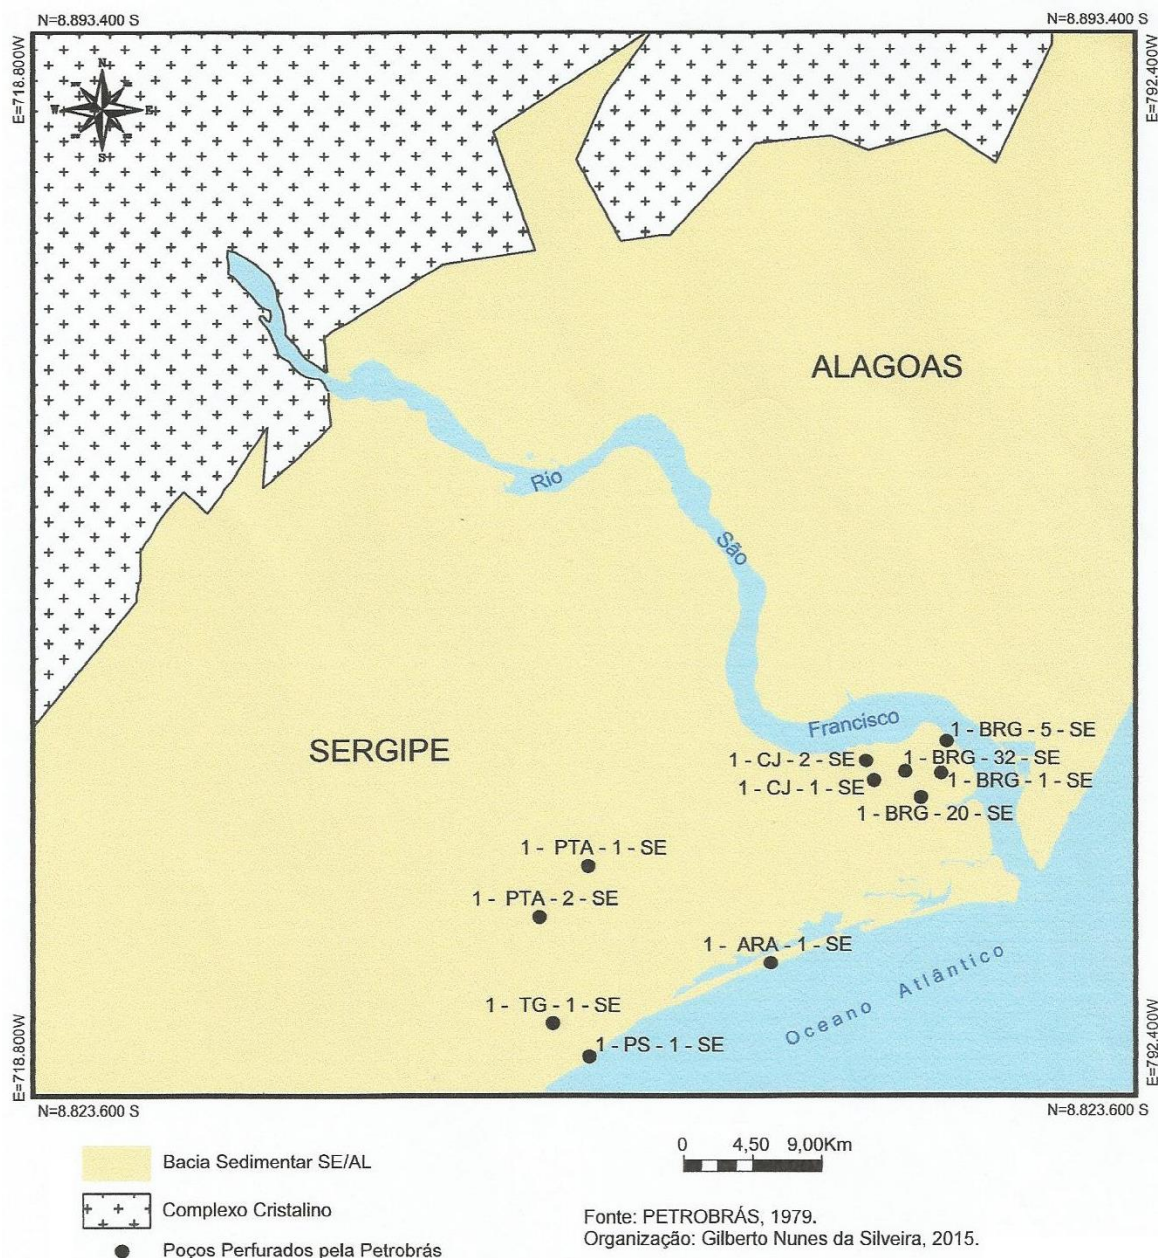 N=8.893.400 S
N=8.893.400 S
E=718.800W
E=792.400W
N
W E
S
ALAGOAS
Rio
São
Francisco
SERGIPE
1 - BRG - 5 - SE
1 - CJ - 2 - SE
1 - BRG - 32 - SE
1 - CJ - 1 - SE
1 - BRG - 1 - SE
1 - BRG - 20 - SE
1 - PTA - 1 - SE
1 - PTA - 2 - SE
1 - ARA - 1 - SE
Oceano Atlântico
1 - TG - 1 - SE
1 - PS - 1 - SE
E=718.800W
E=792.400W
N=8.823.600 S
N=8.823.600 S
Bacia Sedimentar SE/AL
Complexo Cristalino
Poços Perfurados pela Petrobrás
0 4,50 9,00Km
Fonte: PETROBRÁS, 1979.
Organização: Gilberto Nunes da Silveira, 2015.